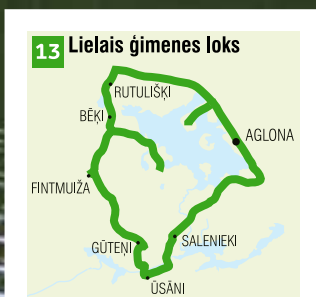 13 Lielais ģimenes loks
RUTULIŠĶI
BĒĶI
AGLONA
FINTMUIŽA
GŪTEŅI
SALENIEKI
ŪSĀNI